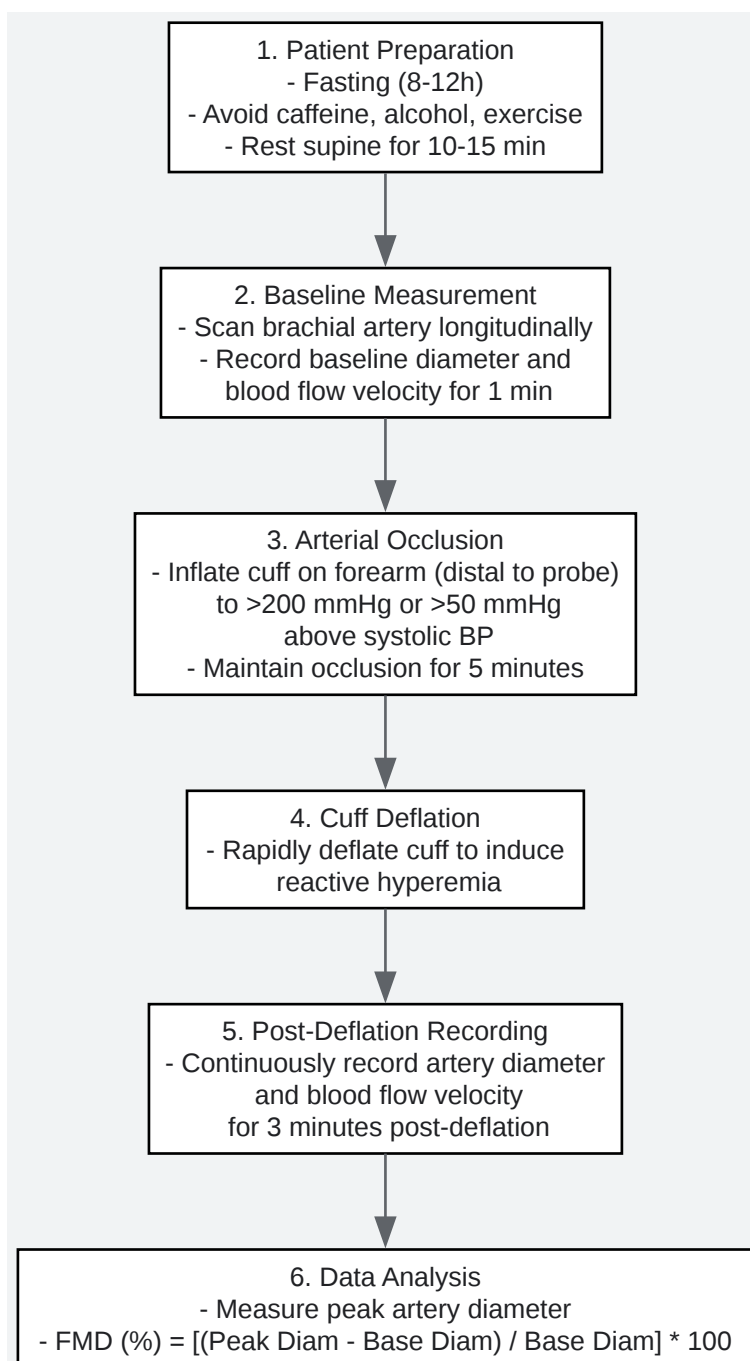 1. Patient Preparation
- Fasting (8-12h)
- Avoid caffeine, alcohol, exercise
- Rest supine for 10-15 min
2. Baseline Measurement
- Scan brachial artery longitudinally
- Record baseline diameter and
blood flow velocity for 1 min
3. Arterial Occlusion
- Inflate cuff on forearm (distal to probe)
to >200 mmHg or >50 mmHg
above systolic BP
- Maintain occlusion for 5 minutes
4. Cuff Deflation
- Rapidly deflate cuff to induce
reactive hyperemia
5. Post-Deflation Recording
- Continuously record artery diameter
and blood flow velocity
for 3 minutes post-deflation
6. Data Analysis
- Measure peak artery diameter
- FMD (%) = [(Peak Diam - Base Diam) / Base Diam] * 100